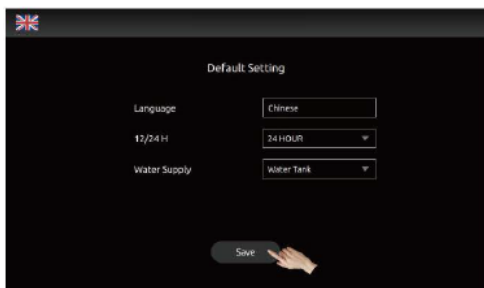 Default Setting
Language Chinese
12/24 H 24 HOUR
Water Supply Water Tank
Save